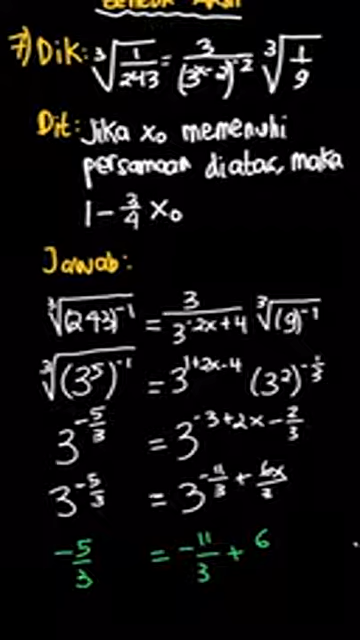 7) Dik: ∛(1/243) = 3/(3^(x-2))^-2 ∛(1/9)
Dit: Jika x₀ memenuhi
persamaan diatas, maka
1 - 3/4 x₀
Jawab:
∛(243)^-1 = 3/3^(-2x+4) ∛(9)^-1
∛(3^5)^-1 = 3^(1+2x-4) (3^2)^(-1/3)
3^(-5/3) = 3^(-3+2x-2/3)
3^(-5/3) = 3^(-11/3 + 6x/3)
-5/3 = -11/3 + 6